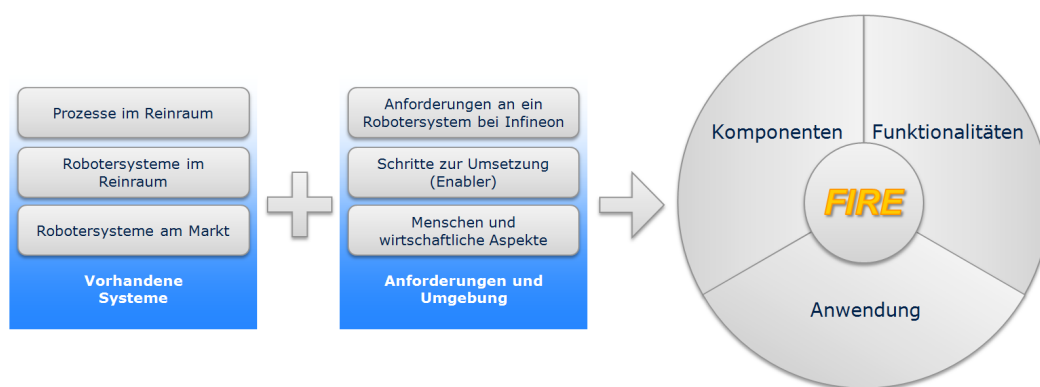 Prozesse im Reinraum
Robotersysteme im
Reinraum
Robotersysteme am Markt
Vorhandene
Systeme
Anforderungen an ein
Robotersystem bei Infineon
Schritte zur Umsetzung
(Enabler)
Menschen und
wirtschaftliche Aspekte
Anforderungen und
Umgebung
Komponenten
Funktionalitäten
FIRE
Anwendung